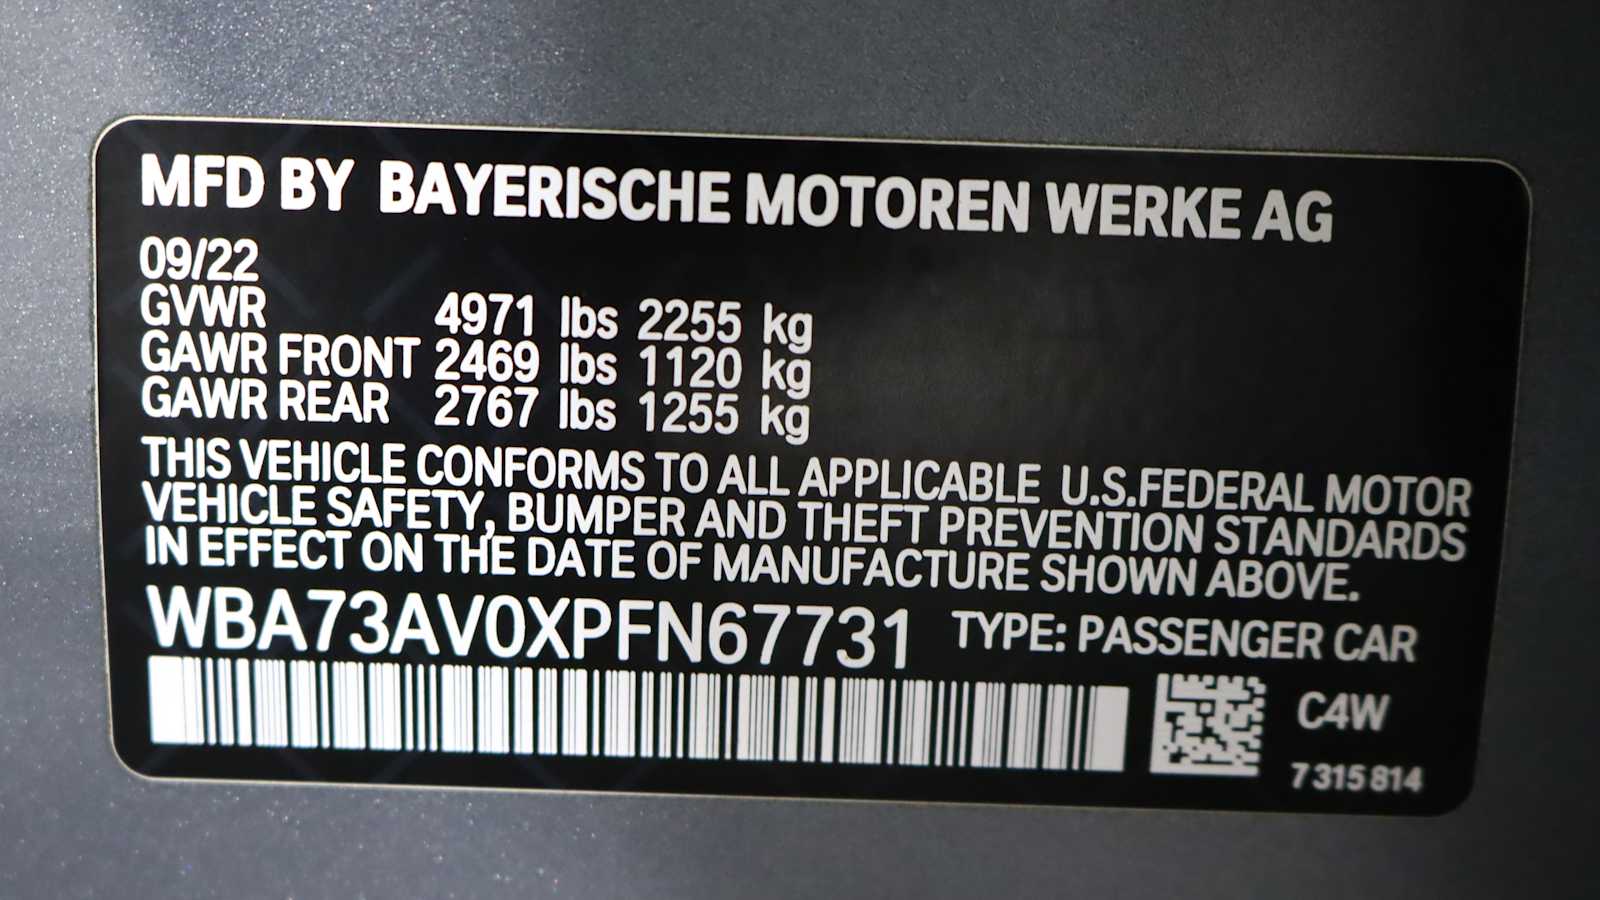 MFD BY BAYERISCHE MOTOREN WERKE AG
09/22
GVWR 4971 lbs 2255 kg
GAWR FRONT 2469 lbs 1120 kg
GAWR REAR 2767 lbs 1255 kg
THIS VEHICLE CONFORMS TO ALL APPLICABLE U.S.FEDERAL MOTOR
VEHICLE SAFETY, BUMPER AND THEFT PREVENTION STANDARDS
IN EFFECT ON THE DATE OF MANUFACTURE SHOWN ABOVE.
WBA73AV0XPFN67731 TYPE: PASSENGER CAR
C4W
7 315 814